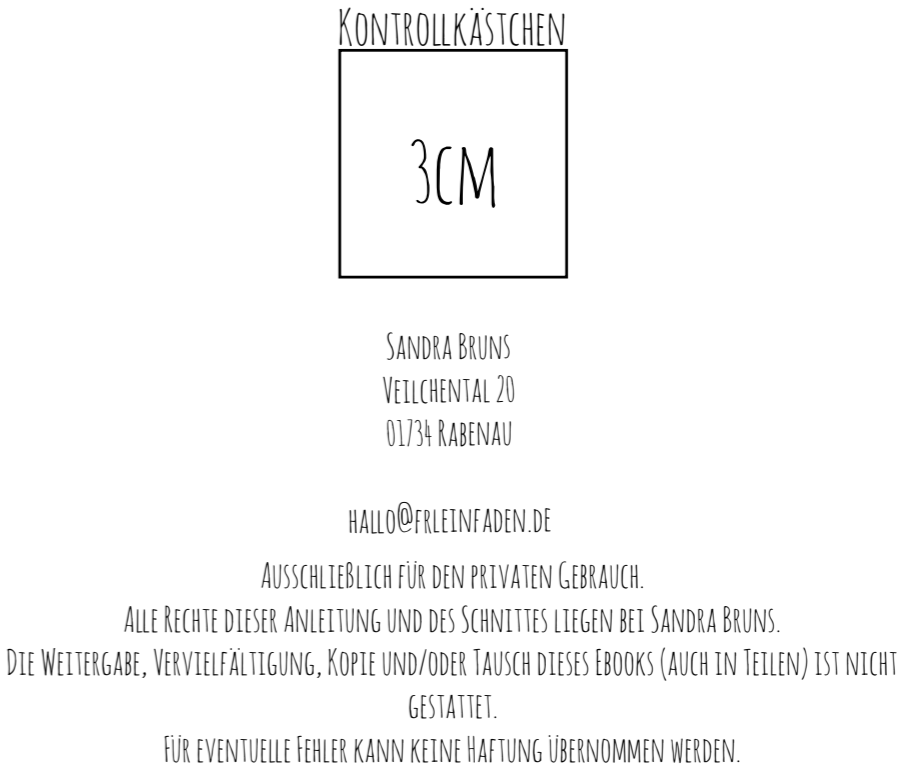 Kontrollkästchen
3cm
Sandra Bruns
Veilchental 20
01734 Rabenau
hallo@frleinfaden.de
Ausschließlich für den privaten Gebrauch.
Alle Rechte dieser Anleitung und des Schnittes liegen bei Sandra Bruns.
Die Weitergabe, Vervielfältigung, Kopie und/oder Tausch dieses Ebooks (auch in Teilen) ist nicht
gestattet.
Für eventuelle Fehler kann keine Haftung übernommen werden.